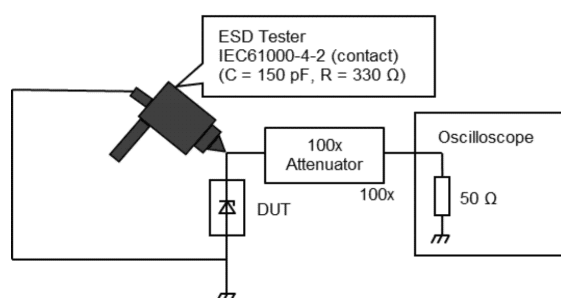 ESD Tester
IEC61000-4-2 (contact)
(C = 150 pF, R = 330 Ω)
100x
Attenuator
100x
Oscilloscope
50 Ω
DUT